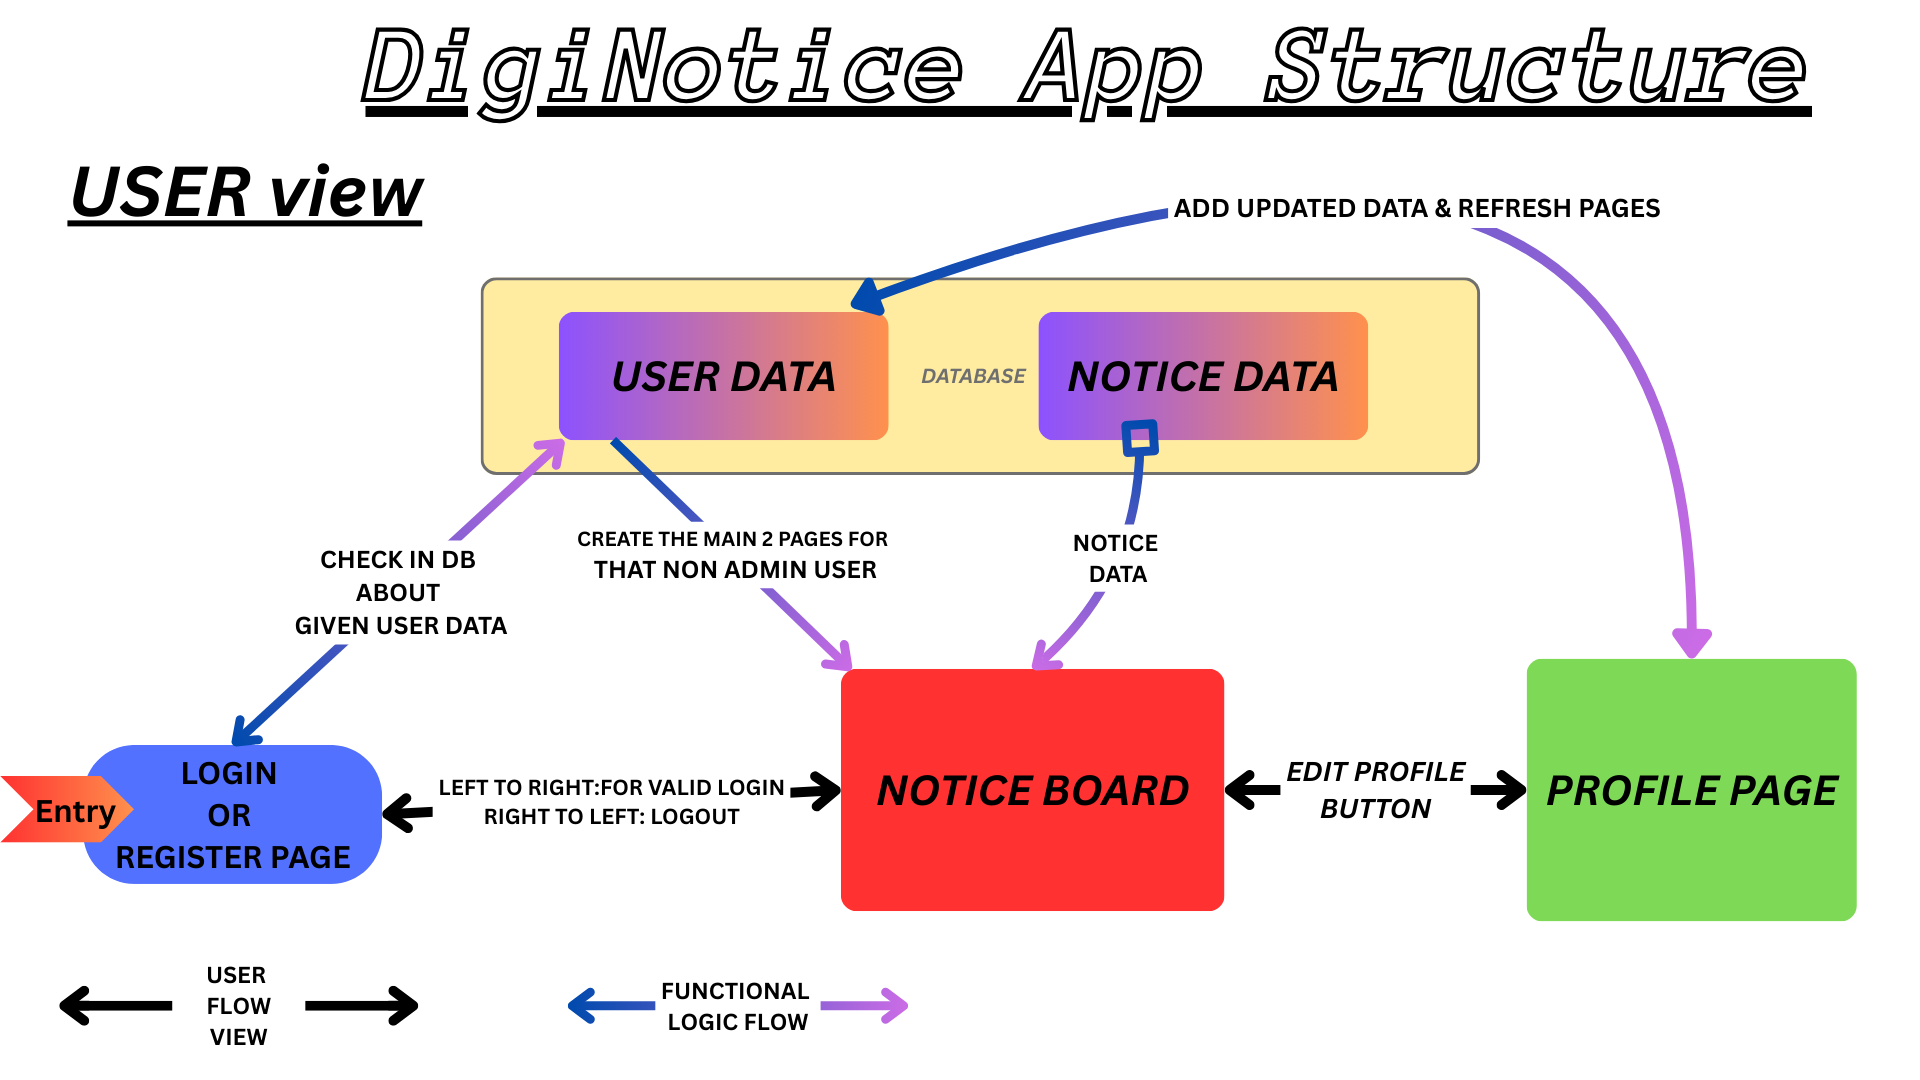 DigiNotice App Structure
USER view
ADD UPDATED DATA & REFRESH PAGES
USER DATA
DATABASE
NOTICE DATA
CHECK IN DB
ABOUT
GIVEN USER DATA
CREATE THE MAIN 2 PAGES FOR
THAT NON ADMIN USER
NOTICE
DATA
Entry
LOGIN
OR
REGISTER PAGE
LEFT TO RIGHT:FOR VALID LOGIN
RIGHT TO LEFT: LOGOUT
NOTICE BOARD
EDIT PROFILE
BUTTON
PROFILE PAGE
USER
FLOW
VIEW
FUNCTIONAL
LOGIC FLOW